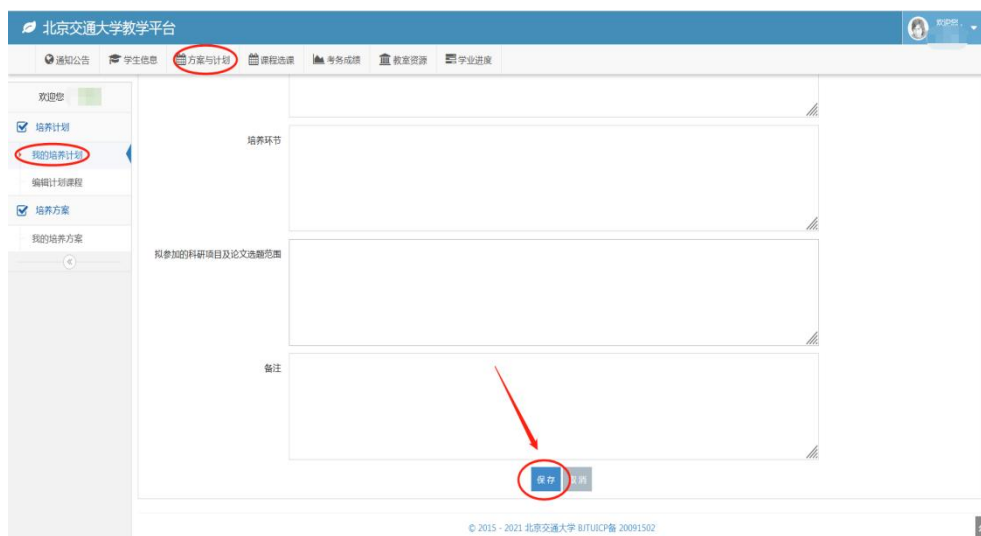 北京交通大学教学平台
欢迎您，
通知公告 学生信息 方案与计划 课程选课 考务成绩 教室资源 学业进度
欢迎您
培养计划
我的培养计划
编辑计划课程
培养方案
我的培养方案
培养环节
拟参加的科研项目及论文选题范围
备注
保存 取消
© 2015 - 2021 北京交通大学 BJTUICP备 20091502